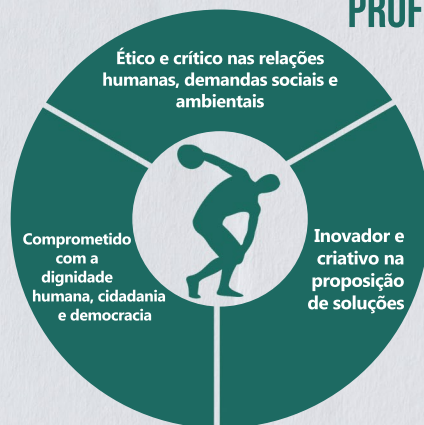 PROF
Ético e crítico nas relações
humanas, demandas sociais e
ambientais
Comprometido
com a
dignidade
humana, cidadania
e democracia
Inovador e
criativo na
proposição
de soluções